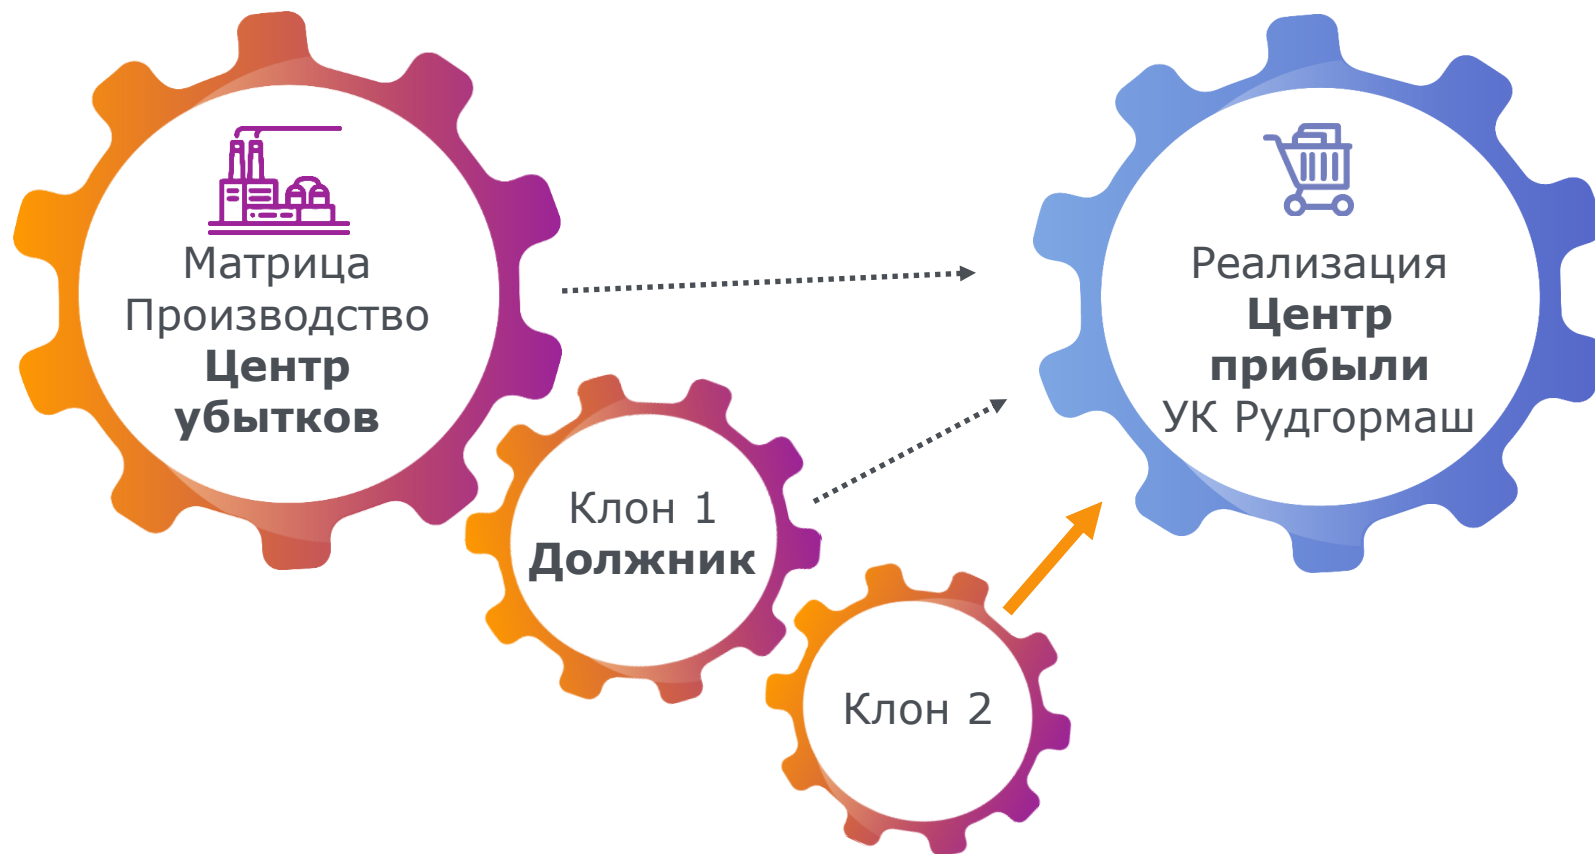 Матрица
Производство
Центр
убытков
Реализация
Центр
прибыли
УК Рудгормаш
Клон 1
Должник
Клон 2